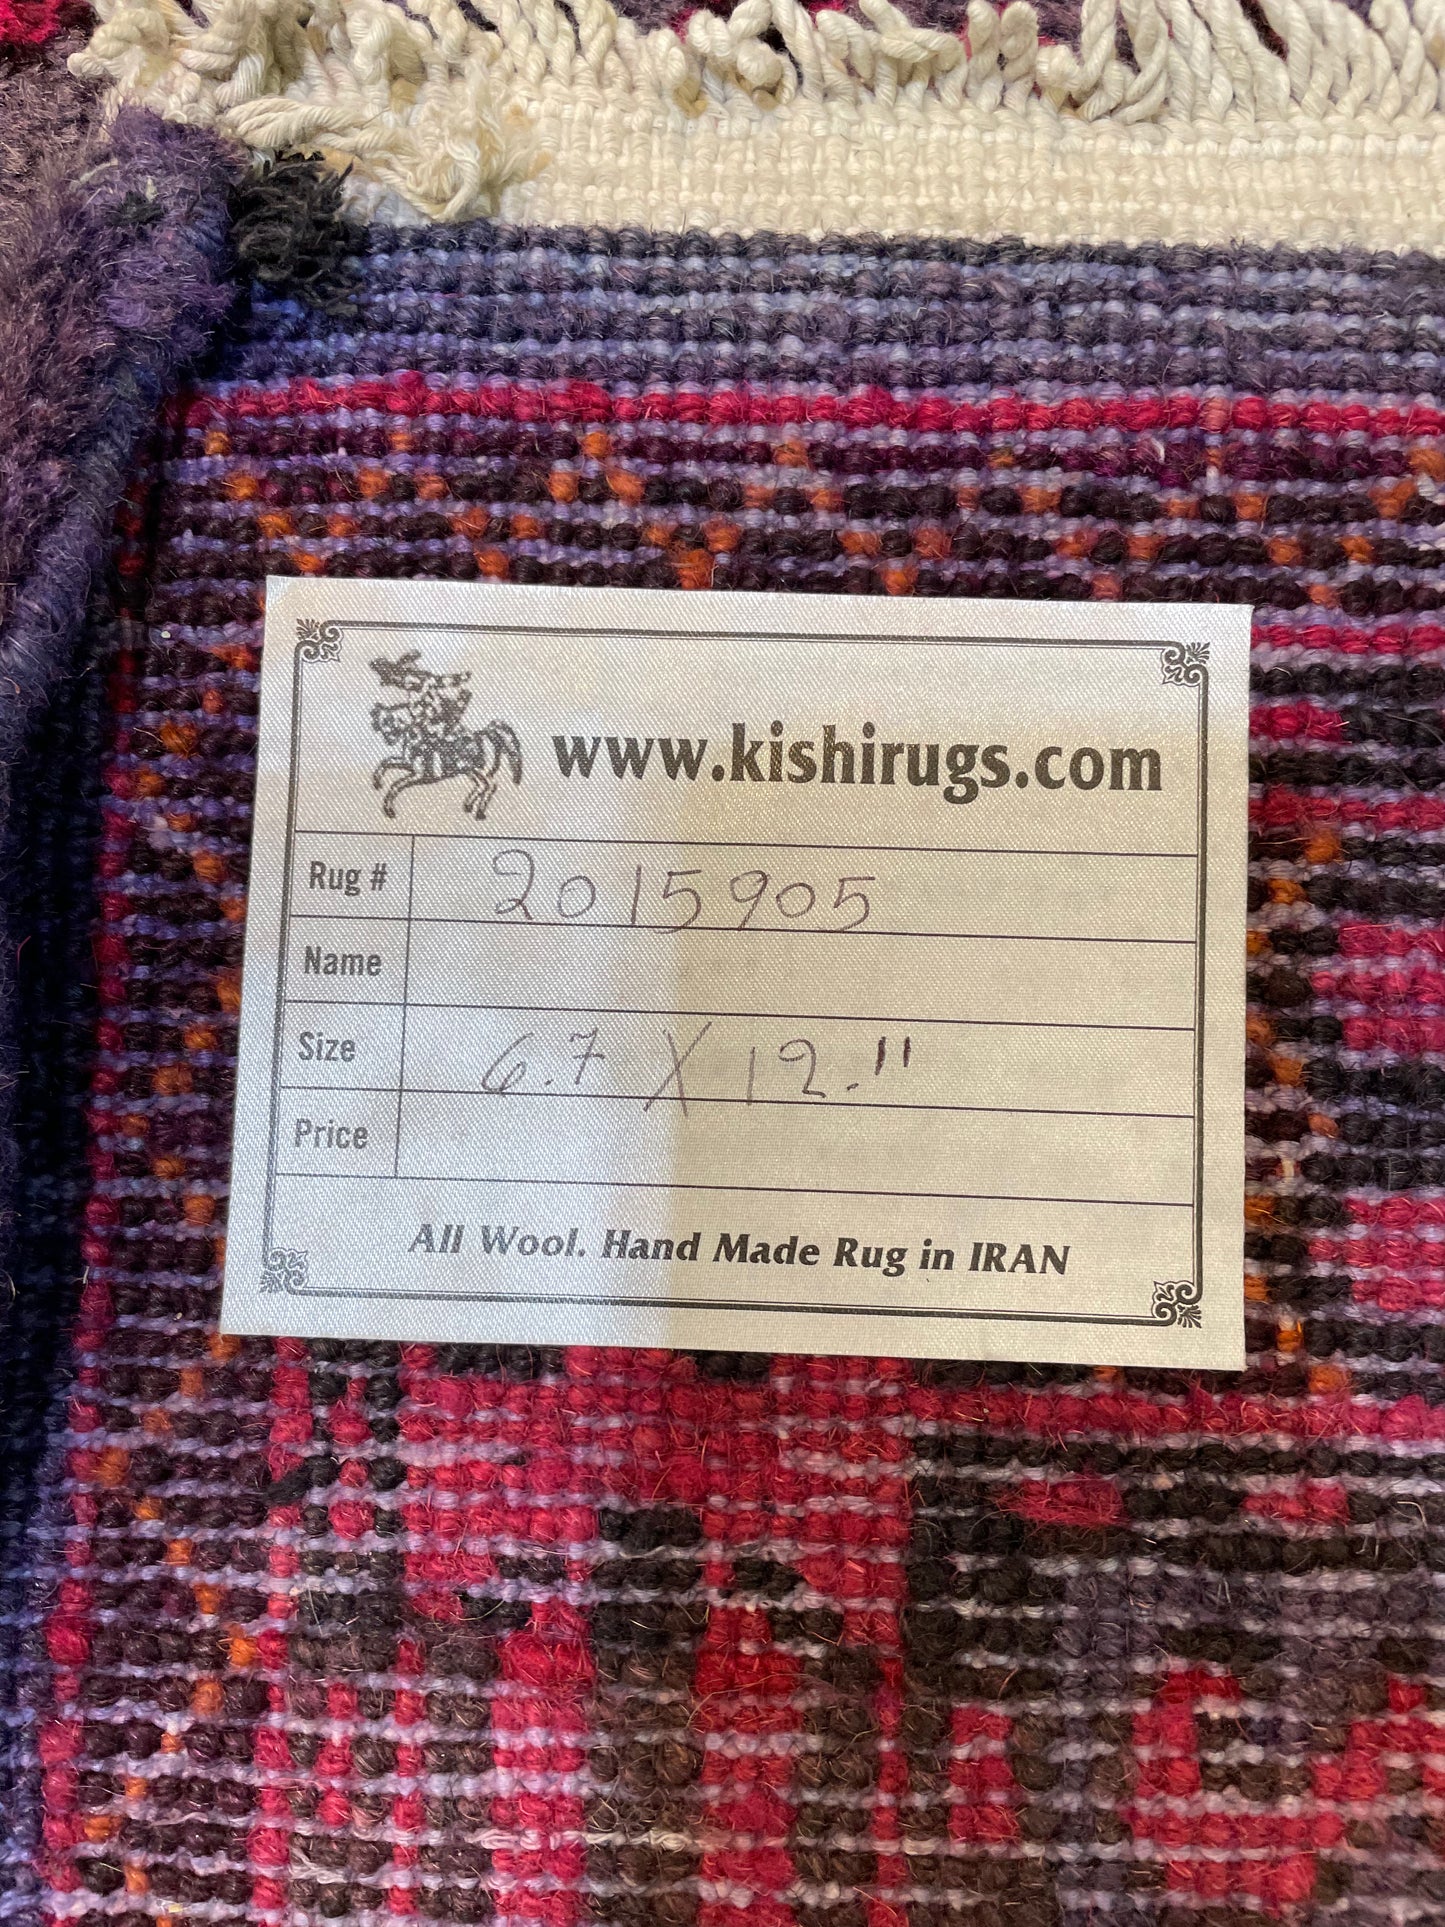 www.kishirugs.com
Rug # 2015905
Name
Size 6.7 X 12.11
Price
All Wool. Hand Made Rug in IRAN